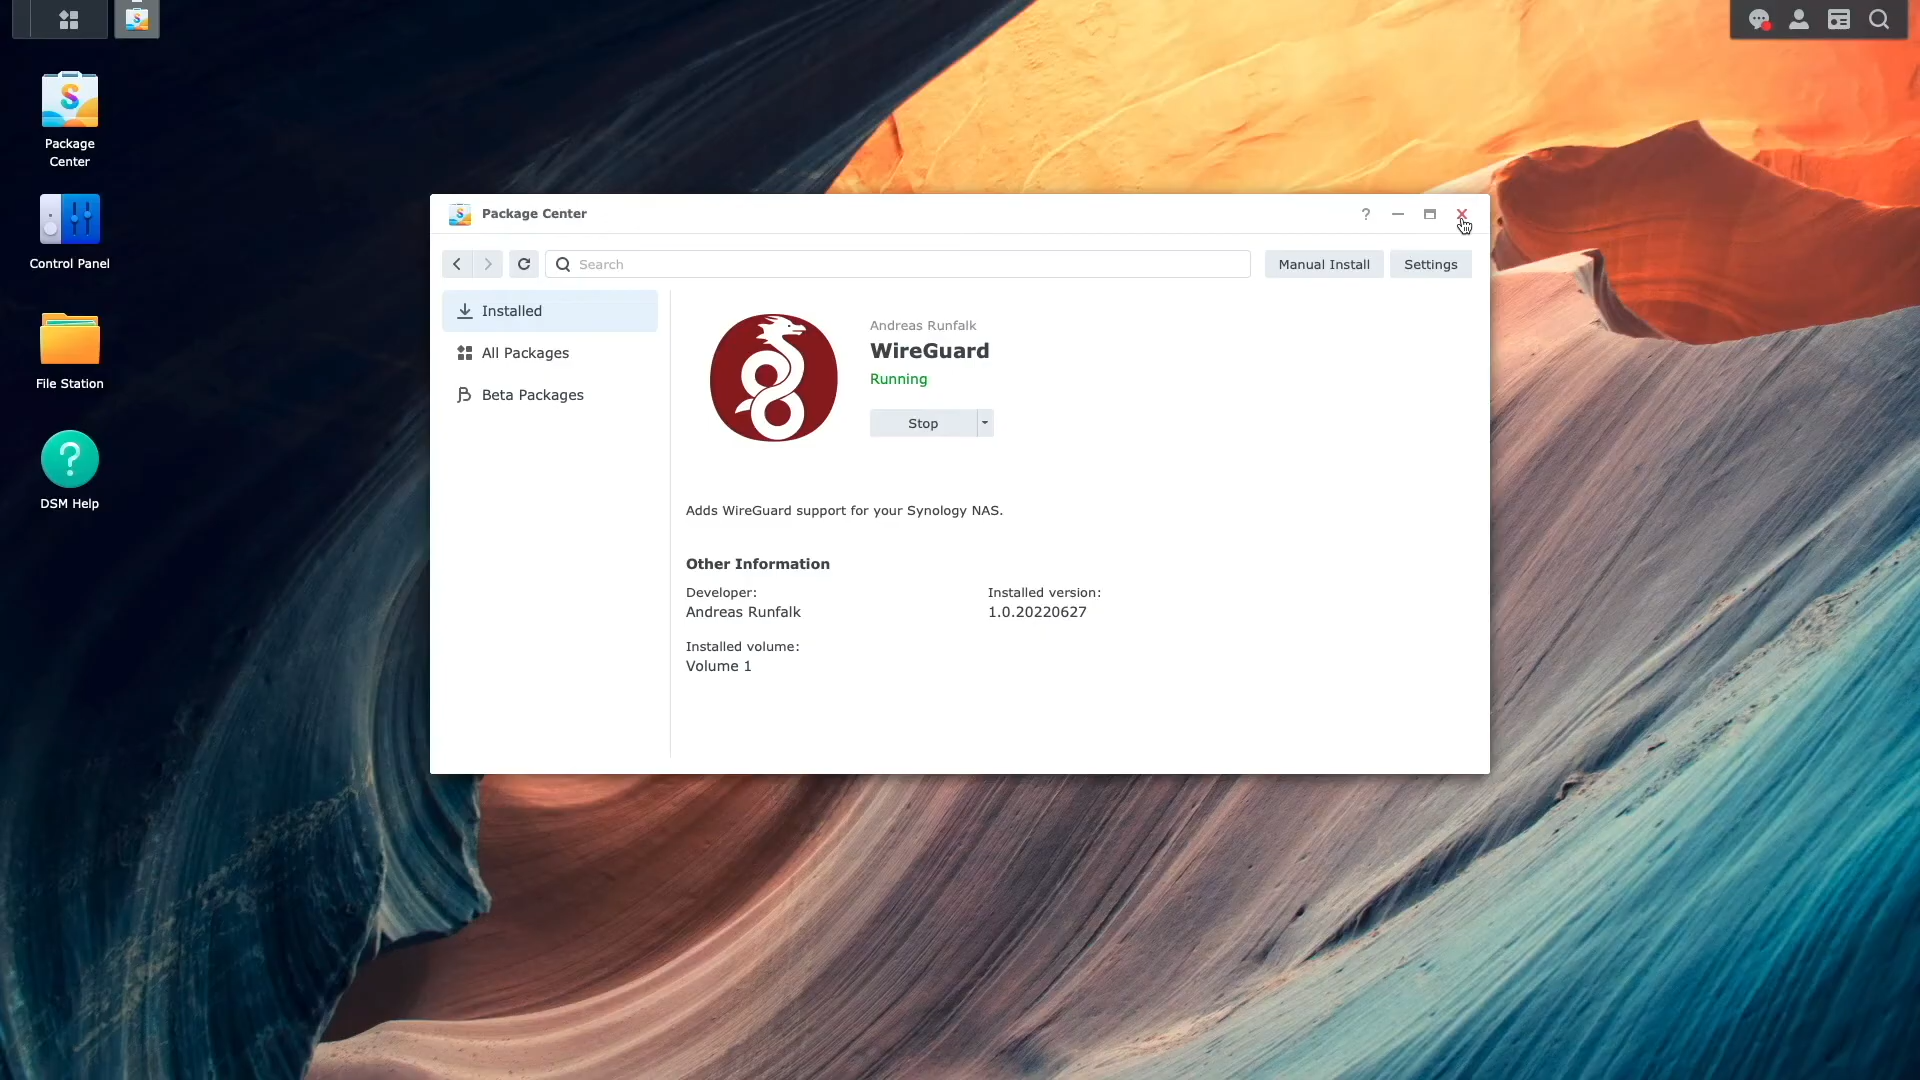 Package
Center
Control Panel
File Station
DSM Help
Package Center
Search
Manual Install
Settings
Installed
All Packages
Beta Packages
Andreas Runfalk
WireGuard
Running
Stop
Adds WireGuard support for your Synology NAS.
Other Information
Developer:
Andreas Runfalk
Installed version:
1.0.20220627
Installed volume:
Volume 1